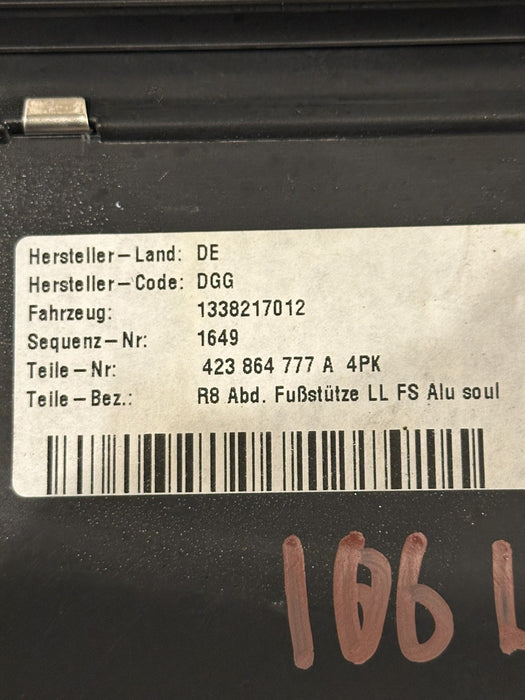 Hersteller-Land: DE
Hersteller-Code: DGG
Fahrzeug: 1338217012
Sequenz-Nr: 1649
Teile-Nr: 423 864 777 A 4PK
Teile-Bez.: R8 Abd. Fußstütze LL FS Alu soul